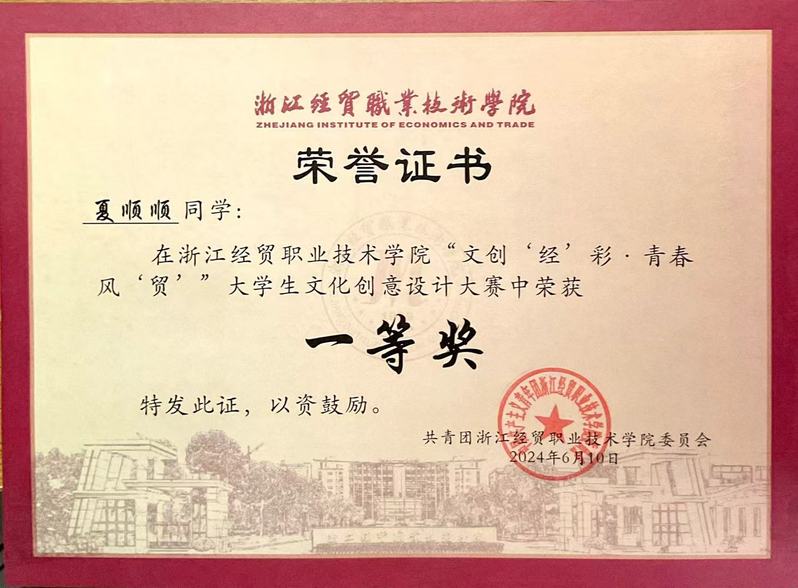 浙江经贸職業技術學院
ZHEJIANG INSTITUTE OF ECONOMICS AND TRADE
荣誉证书
夏顺顺 同学：
在浙江经贸职业技术学院“文创‘经’彩·青春
风‘贸’”大学生文化创意设计大赛中荣获
一等奖
特发此证，以资鼓励。
共青团浙江经贸职业技术学院委员会
2024年6月10日